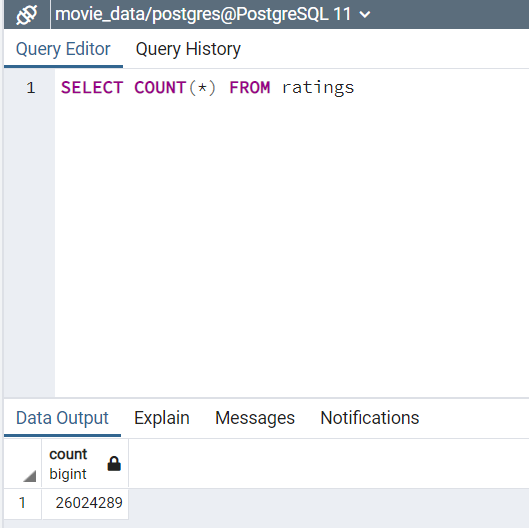 movie_data/postgres@PostgreSQL 11
Query Editor Query History
1 SELECT COUNT(*) FROM ratings
Data Output Explain Messages Notifications
count
bigint
1 26024289